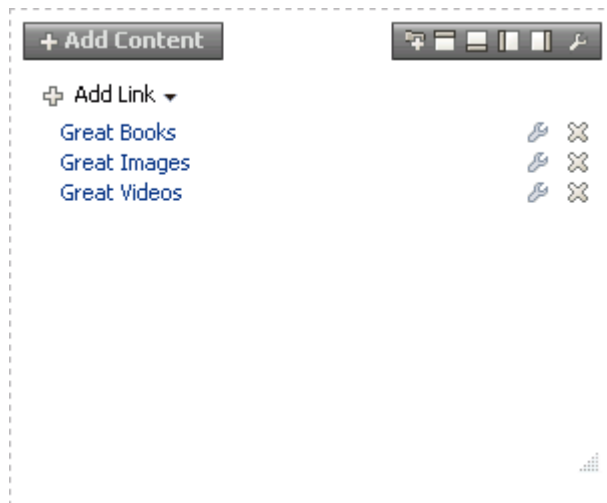 + Add Content
Add Link
Great Books
Great Images
Great Videos